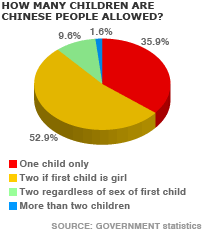 HOW MANY CHILDREN ARE
CHINESE PEOPLE ALLOWED?
9.6%
1.6%
35.9%
52.9%
One child only
Two if first child is girl
Two regardless of sex of first child
More than two children
SOURCE: GOVERNMENT statistics